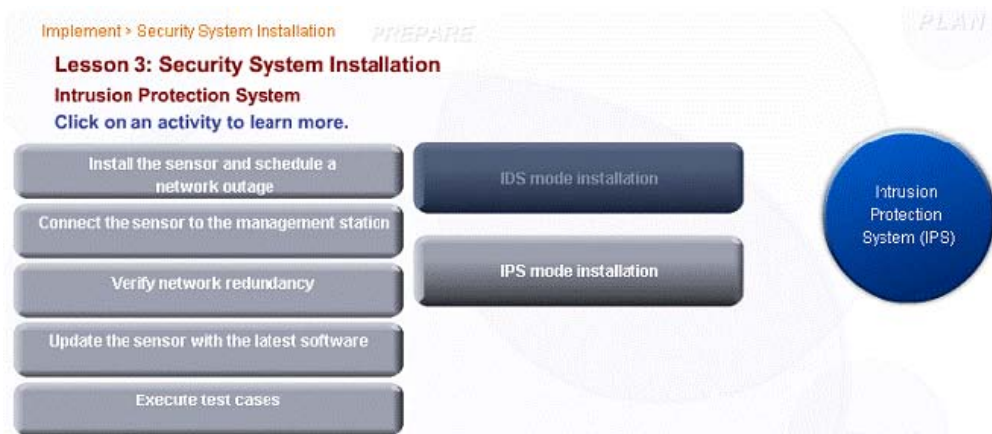 Implement > Security System Installation
PREPARE
PLAN
Lesson 3: Security System Installation
Intrusion Protection System
Click on an activity to learn more.
Install the sensor and schedule a
network outage
Connect the sensor to the management station
Verify network redundancy
Update the sensor with the latest software
Execute test cases
IDS mode installation
IPS mode installation
Intrusion
Protection
System (IPS)